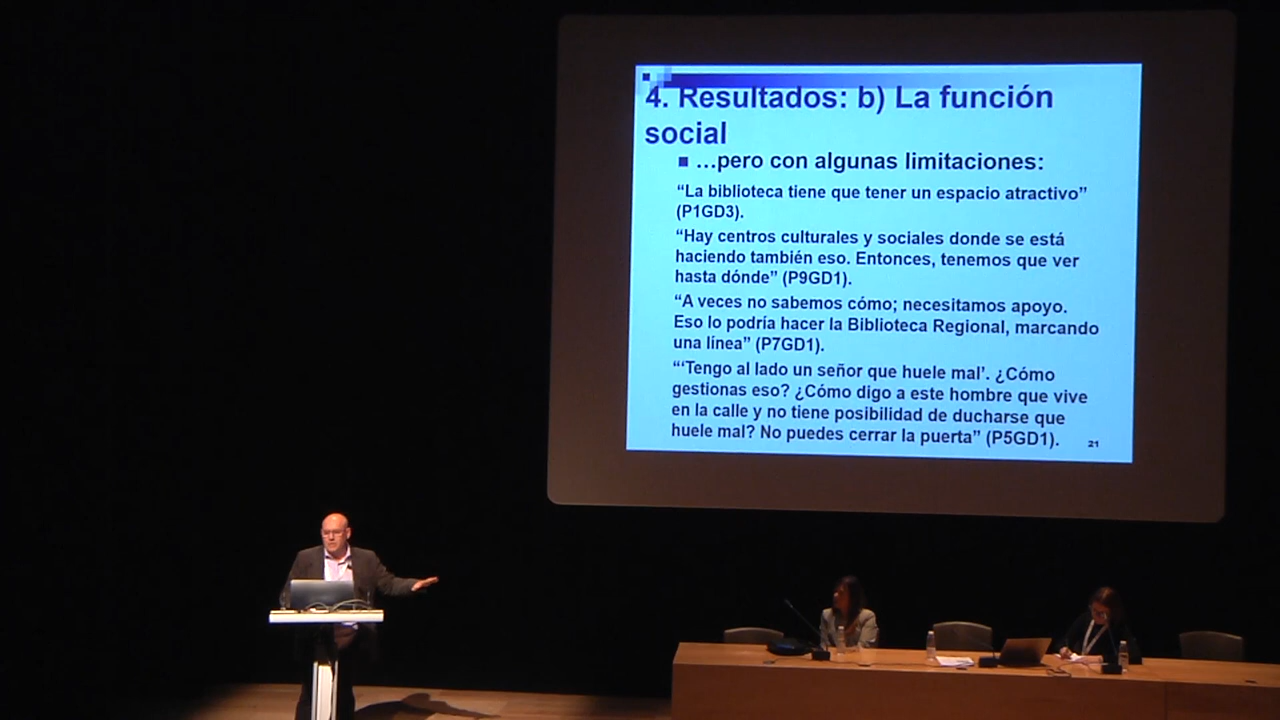 4. Resultados: b) La función
social
…pero con algunas limitaciones:
“La biblioteca tiene que tener un espacio atractivo”
(P1GD3).
“Hay centros culturales y sociales donde se está
haciendo también eso. Entonces, tenemos que ver
hasta dónde” (P9GD1).
“A veces no sabemos cómo; necesitamos apoyo.
Eso lo podría hacer la Biblioteca Regional, marcando
una línea” (P7GD1).
“‘Tengo al lado un señor que huele mal’. ¿Cómo
gestionas eso? ¿Cómo digo a este hombre que vive
en la calle y no tiene posibilidad de ducharse que
huele mal? No puedes cerrar la puerta” (P5GD1).
21